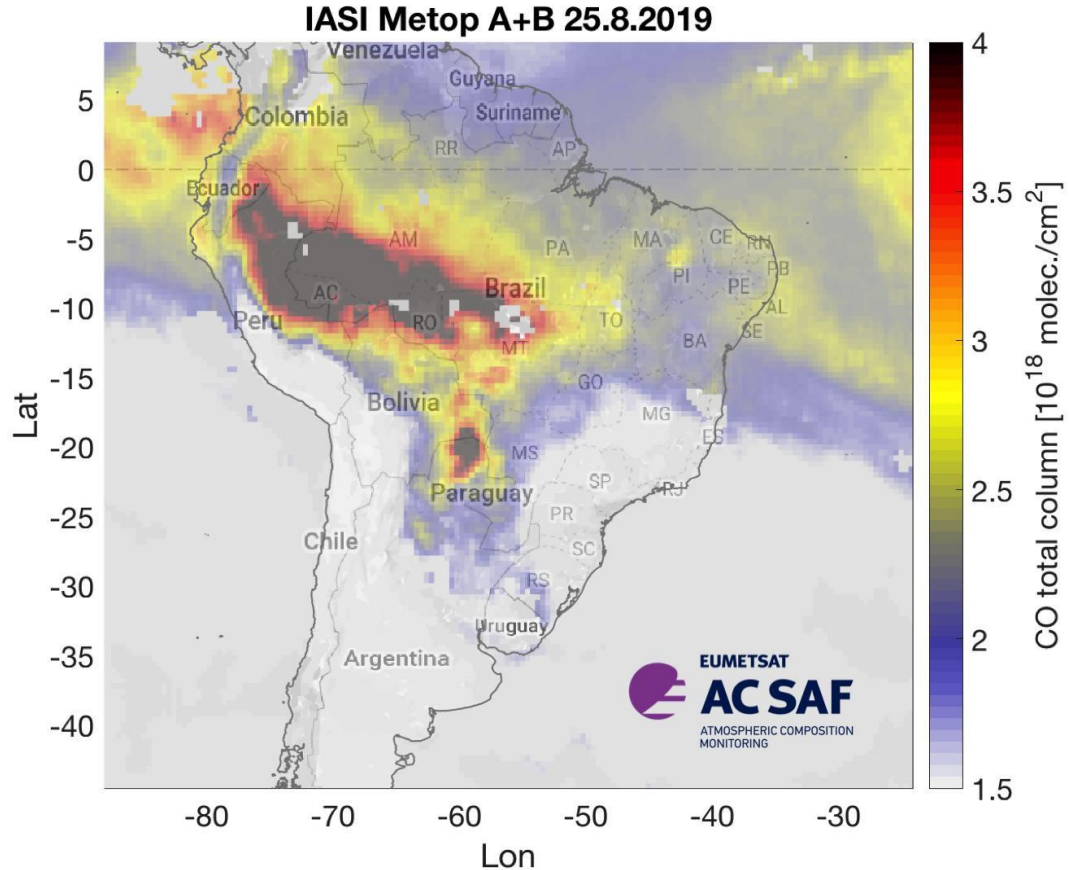 IASI Metop A+B 25.8.2019
Venezuela
Guyana
Suriname
Colombia
RR
AP
Ecuador
AM
PA
MA
CE
RN
PB
PI
PE
AL
AC
Brazil
RO
TO
SE
Peru
MT
BA
GO
Bolivia
MG
MS
ES
SP
RJ
Paraguay
PR
Chile
SC
RS
Uruguay
Argentina
EUMETSAT
AC SAF
ATMOSPHERIC COMPOSITION
MONITORING
5
0
-5
-10
-15
-20
-25
-30
-35
-40
Lat
-80
-70
-60
-50
-40
-30
Lon
4
3.5
3
2.5
2
1.5
CO total column [10^18 molec./cm^2]